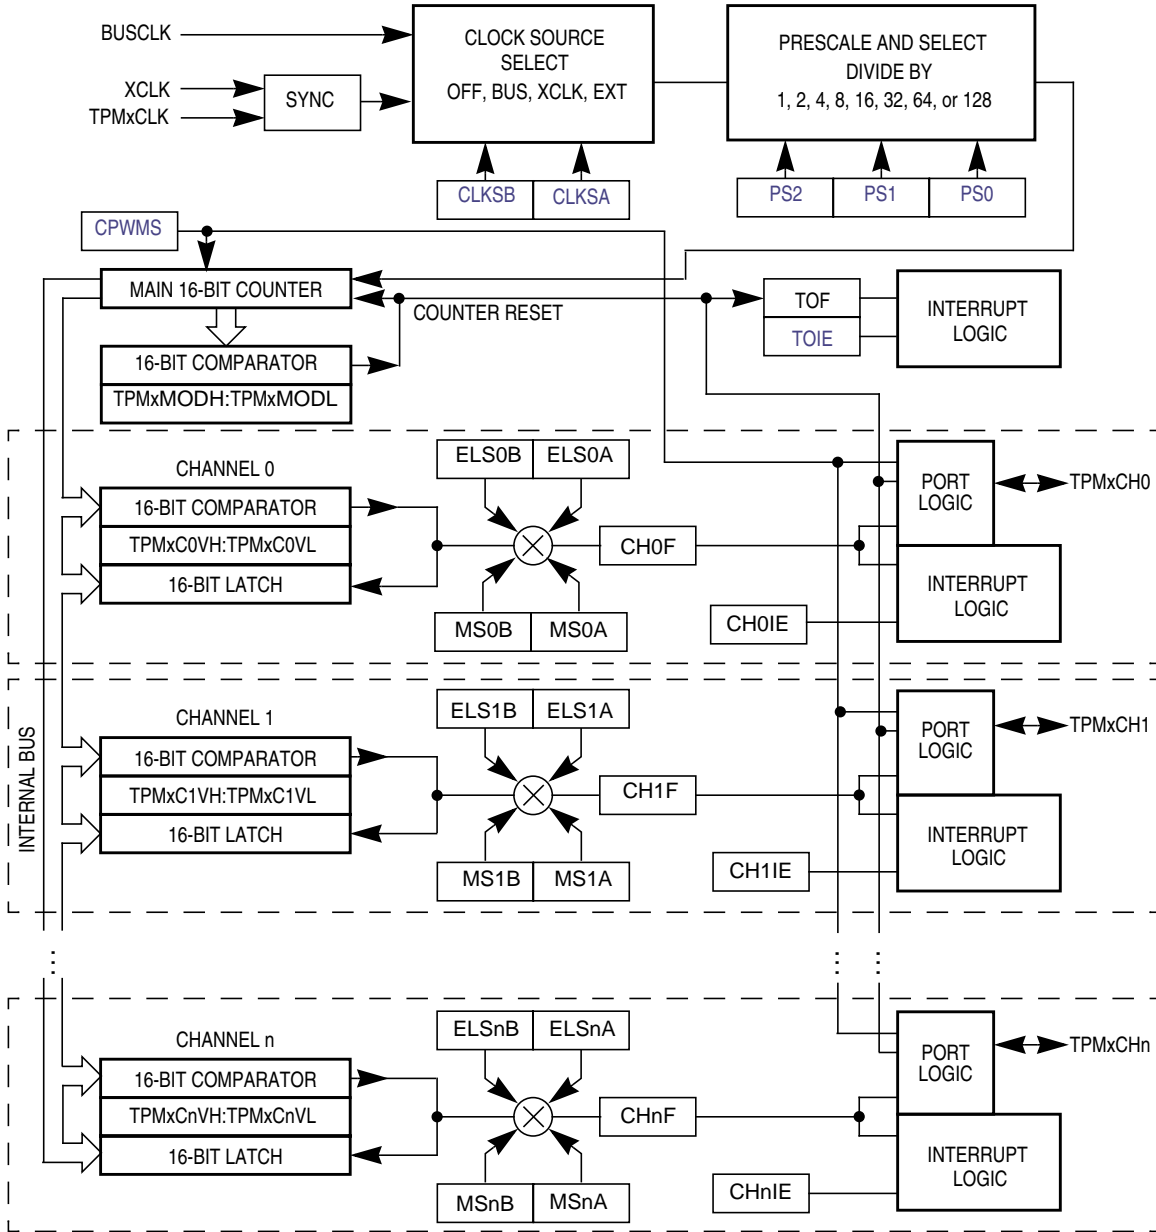 BUSCLK
XCLK
TPMxCLK
SYNC
CLOCK SOURCE
SELECT
OFF, BUS, XCLK, EXT
PRESCALE AND SELECT
DIVIDE BY
1, 2, 4, 8, 16, 32, 64, or 128
CLKSB
CLKSA
PS2
PS1
PS0
CPWMS
MAIN 16-BIT COUNTER
COUNTER RESET
16-BIT COMPARATOR
TPMxMODH:TPMxMODL
TOF
TOIE
INTERRUPT
LOGIC
INTERNAL BUS
CHANNEL 0
16-BIT COMPARATOR
TPMxC0VH:TPMxC0VL
16-BIT LATCH
ELS0B
ELS0A
MS0B
MS0A
CH0F
CH0IE
PORT
LOGIC
INTERRUPT
LOGIC
TPMxCH0
CHANNEL 1
16-BIT COMPARATOR
TPMxC1VH:TPMxC1VL
16-BIT LATCH
ELS1B
ELS1A
MS1B
MS1A
CH1F
CH1IE
PORT
LOGIC
INTERRUPT
LOGIC
TPMxCH1
...
...
...
CHANNEL n
16-BIT COMPARATOR
TPMxCnVH:TPMxCnVL
16-BIT LATCH
ELSnB
ELSnA
MSnB
MSnA
CHnF
CHnIE
PORT
LOGIC
INTERRUPT
LOGIC
TPMxCHn